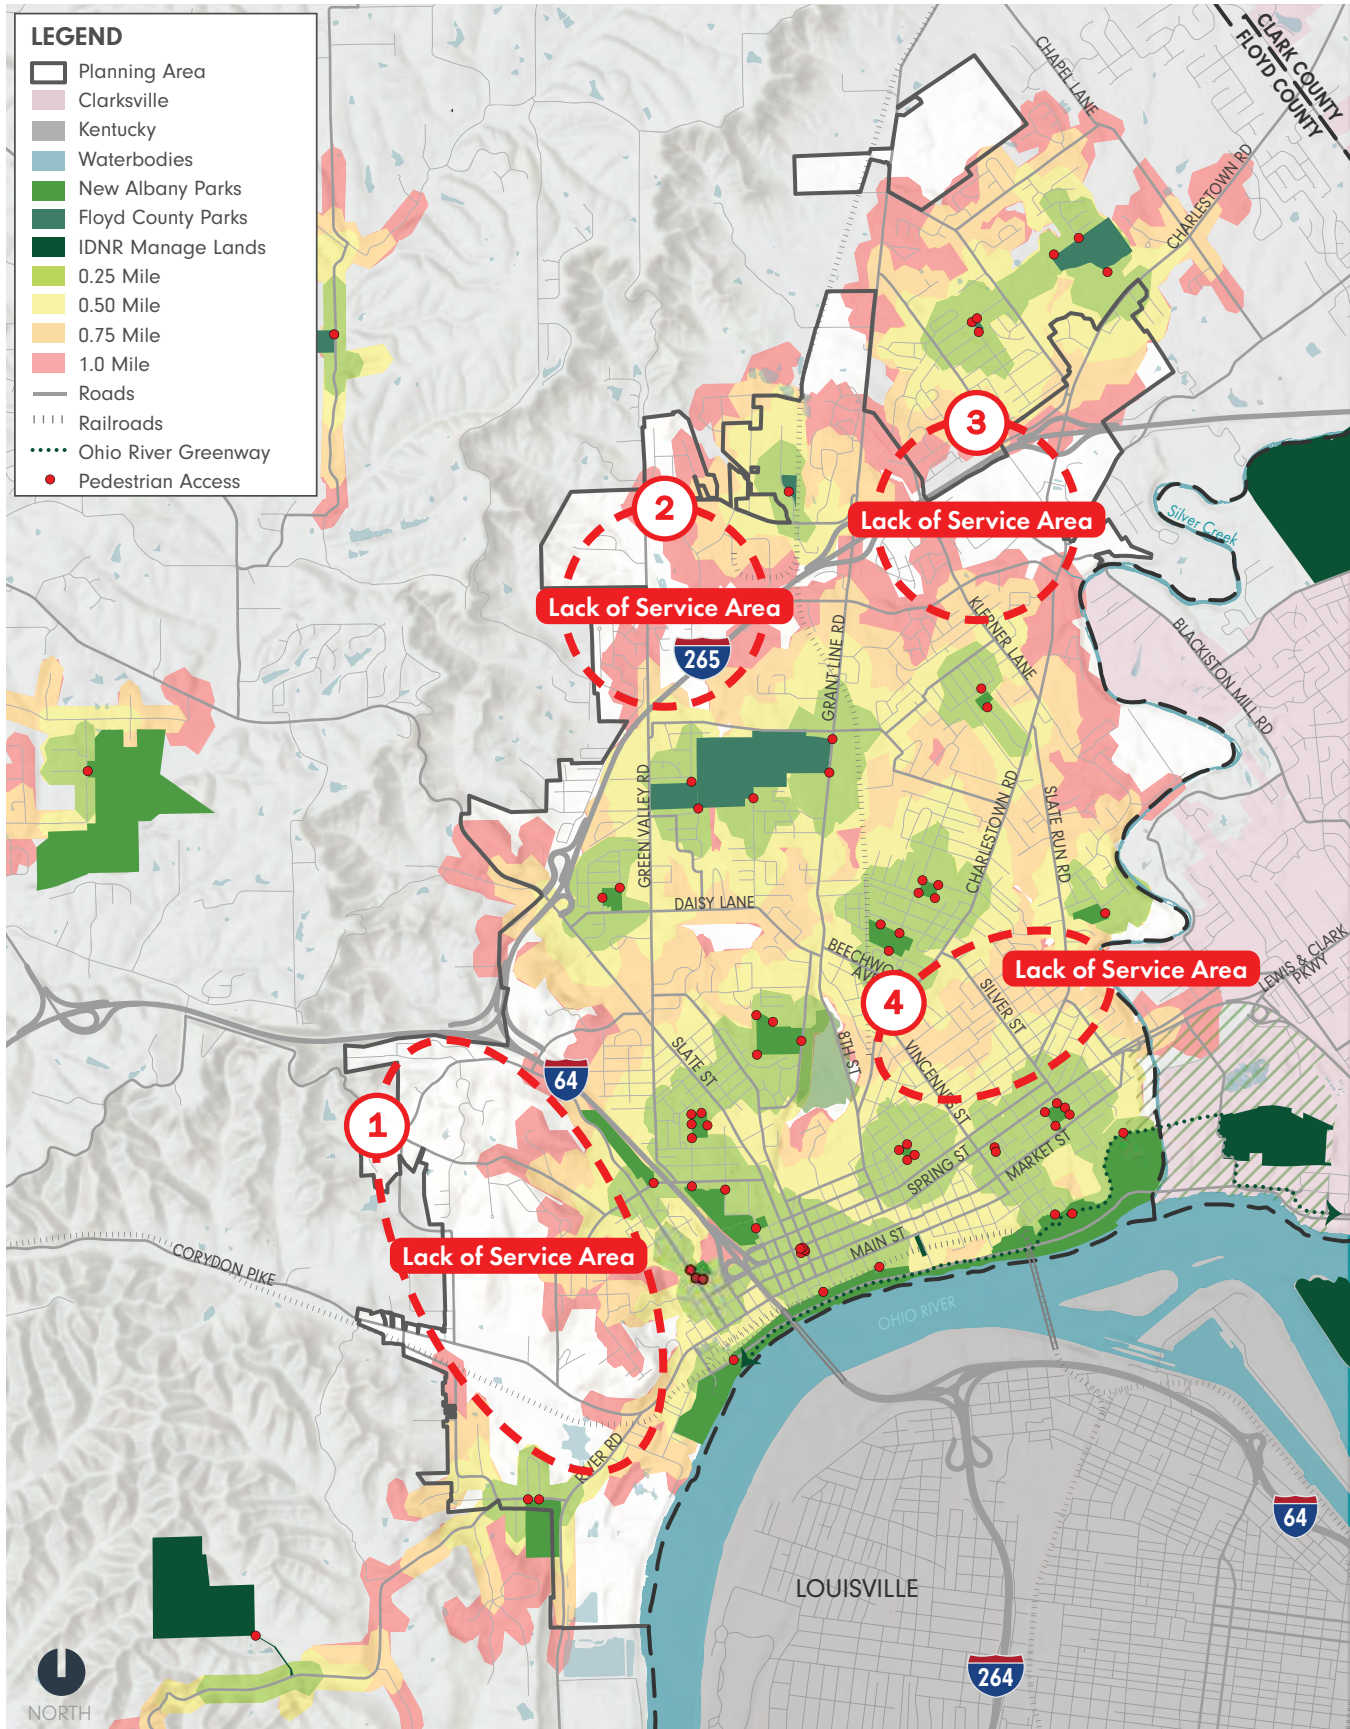 LEGEND
Planning Area
Clarksville
Kentucky
Waterbodies
New Albany Parks
Floyd County Parks
IDNR Manage Lands
0.25 Mile
0.50 Mile
0.75 Mile
1.0 Mile
Roads
Railroads
Ohio River Greenway
Pedestrian Access
CLARK COUNTY
FLOYD COUNTY
CHAPEL LANE
CHARLESTOWN RD
3
2
Lack of Service Area
Silver Creek
Lack of Service Area
KLERNER LANE
BLACKISTON MILL RD
265
GRANT LINE RD
GREEN VALLEY RD
CHARLESTOWN RD
SLATE RUN RD
DAISY LANE
BEECHWO
AV
LEWIS & CLARK
PKWY
Lack of Service Area
4
SILVER ST
8TH ST
VINCENNES ST
SLATE ST
64
1
SPRING ST
MARKET ST
MAIN ST
Lack of Service Area
CORYDON PIKE
OHIO RIVER
RIVER RD
64
LOUISVILLE
264
NORTH